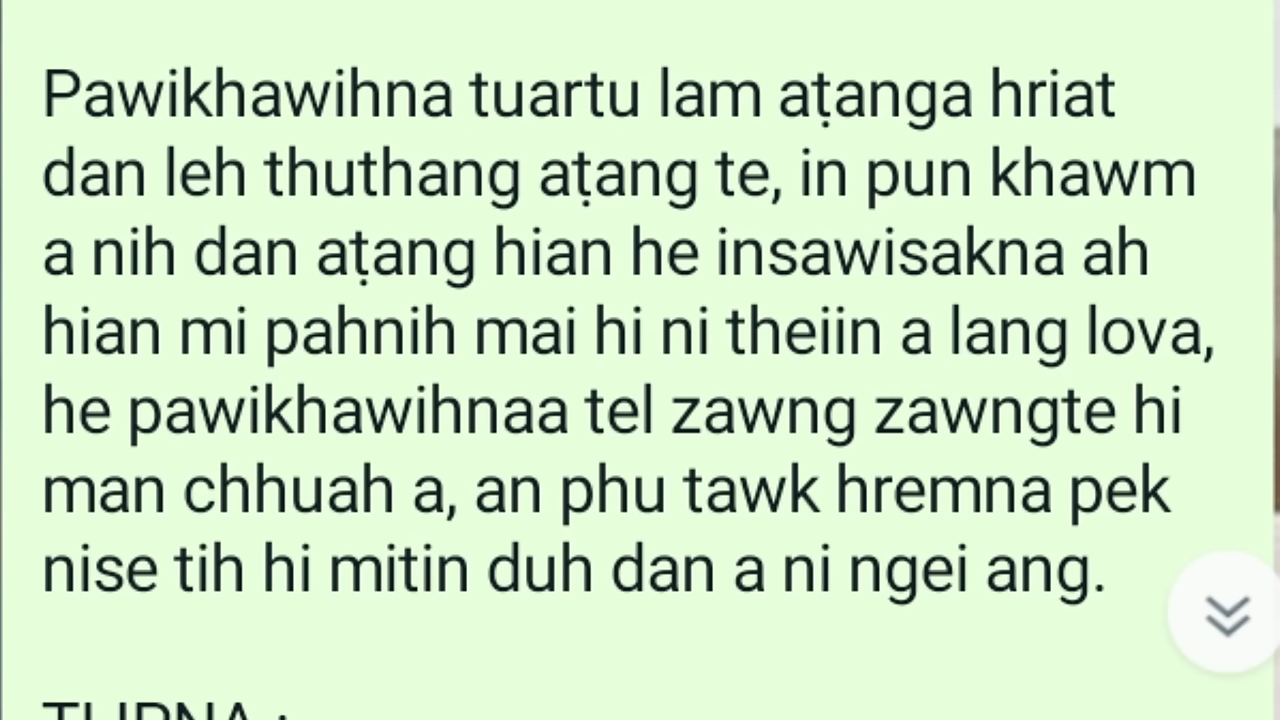 Pawikhawihna tuartu lam aṭanga hriat
dan leh thuthang aṭang te, in pun khawm
a nih dan aṭang hian he insawisakna ah
hian mi pahnih mai hi ni theiin a lang lova,
he pawikhawihnaa tel zawng zawngte hi
man chhuah a, an phu tawk hremna pek
nise tih hi mitin duh dan a ni ngei ang.